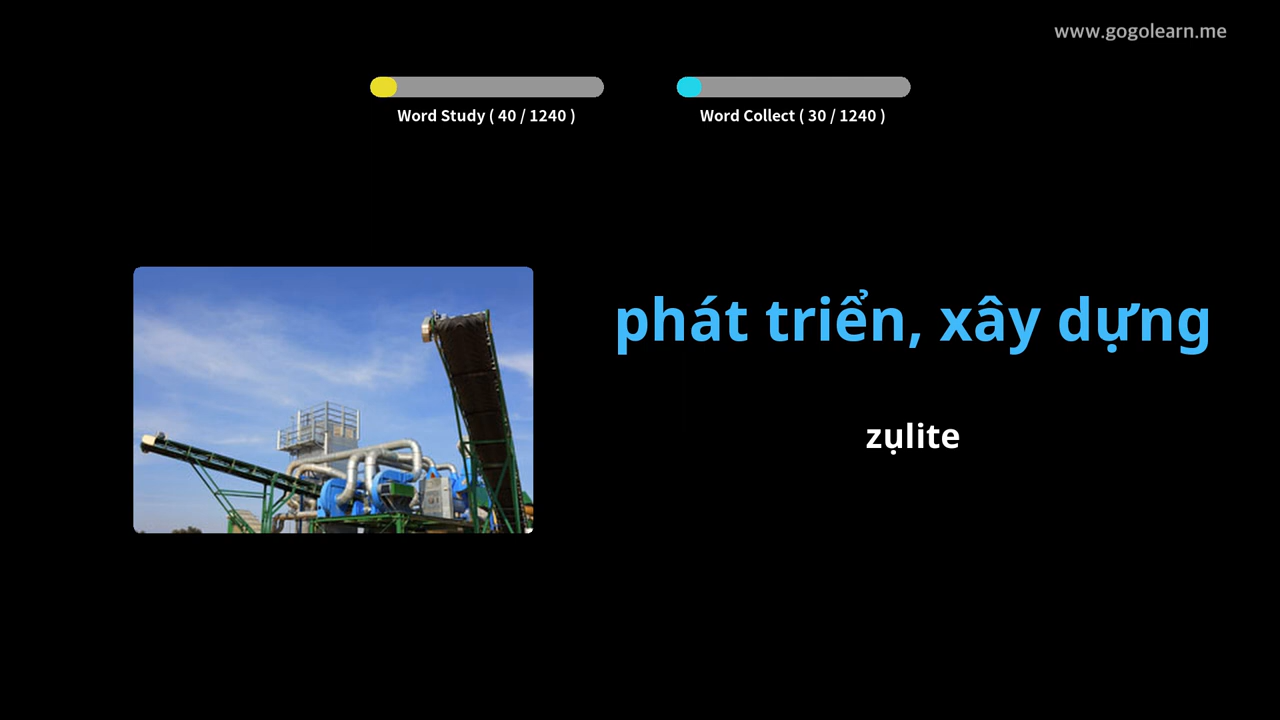 www.gogolearn.me
Word Study ( 40 / 1240 )
Word Collect ( 30 / 1240 )
phát triển, xây dựng
zụlite